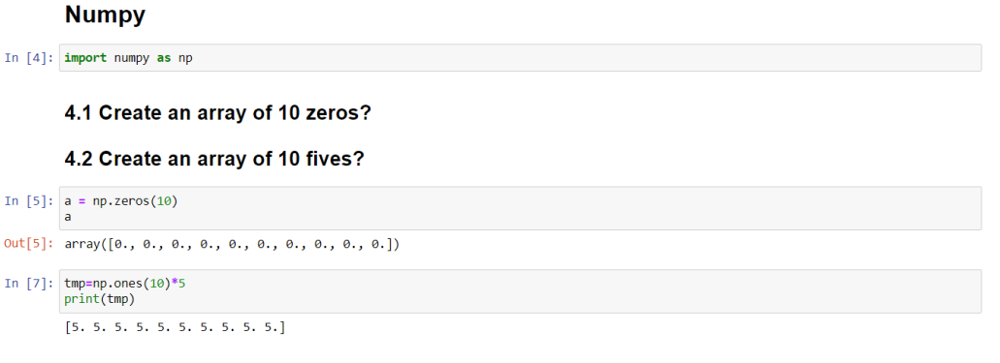 Numpy
In [4]: import numpy as np
4.1 Create an array of 10 zeros?
4.2 Create an array of 10 fives?
In [5]: a = np.zeros(10)
a
Out[5]: array([0., 0., 0., 0., 0., 0., 0., 0., 0., 0.])
In [7]: tmp=np.ones(10)*5
print(tmp)
[5. 5. 5. 5. 5. 5. 5. 5. 5. 5.]